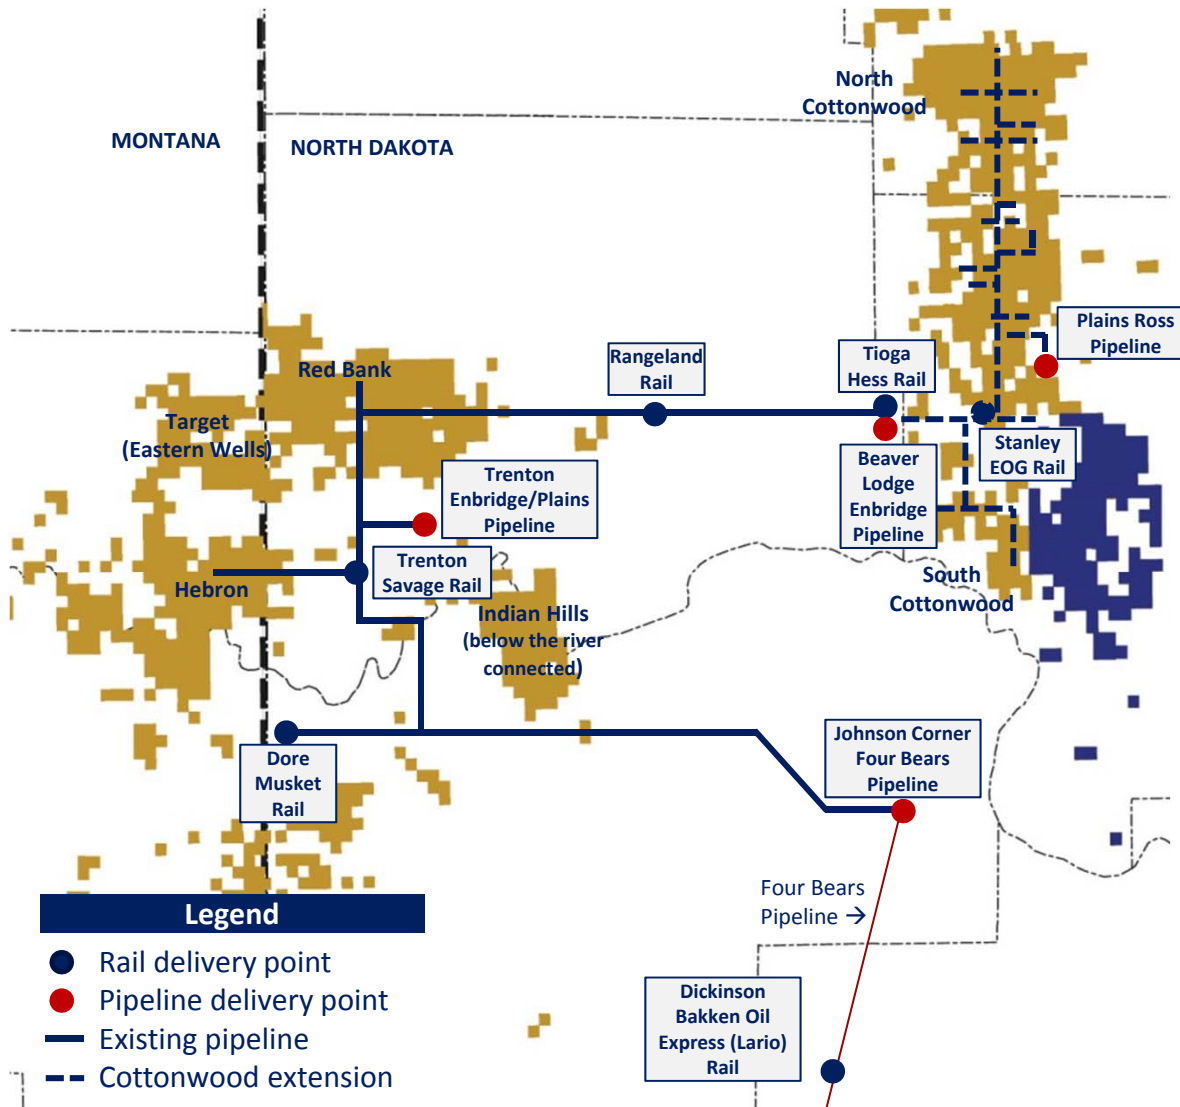 North
Cottonwood
MONTANA
NORTH DAKOTA
Plains Ross
Pipeline
Rangeland
Rail
Tioga
Hess Rail
Red Bank
Target
(Eastern Wells)
Stanley
EOG Rail
Beaver
Lodge
Enbridge
Pipeline
Trenton
Enbridge/Plains
Pipeline
Trenton
Savage Rail
Hebron
South
Cottonwood
Indian Hills
(below the river
connected)
Dore
Musket
Rail
Johnson Corner
Four Bears
Pipeline
Four Bears
Pipeline →
Legend
Rail delivery point
Pipeline delivery point
Existing pipeline
Cottonwood extension
Dickinson
Bakken Oil
Express (Lario)
Rail